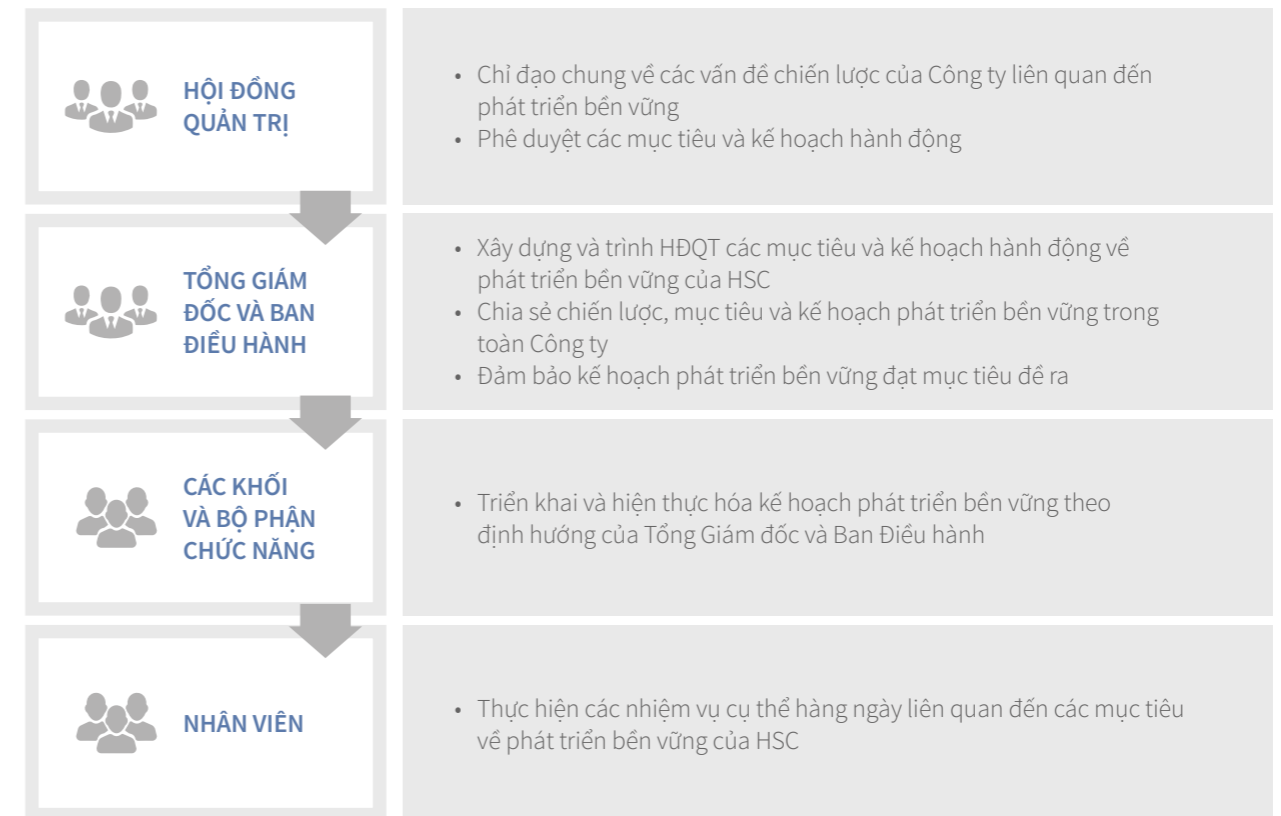 HỘI ĐỒNG
QUẢN TRỊ
• Chỉ đạo chung về các vấn đề chiến lược của Công ty liên quan đến
phát triển bền vững
• Phê duyệt các mục tiêu và kế hoạch hành động
TỔNG GIÁM
ĐỐC VÀ BAN
ĐIỀU HÀNH
• Xây dựng và trình HĐQT các mục tiêu và kế hoạch hành động về
phát triển bền vững của HSC
• Chia sẻ chiến lược, mục tiêu và kế hoạch phát triển bền vững trong
toàn Công ty
• Đảm bảo kế hoạch phát triển bền vững đạt mục tiêu đề ra
CÁC KHỐI
VÀ BỘ PHẬN
CHỨC NĂNG
• Triển khai và hiện thực hóa kế hoạch phát triển bền vững theo
định hướng của Tổng Giám đốc và Ban Điều hành
NHÂN VIÊN
• Thực hiện các nhiệm vụ cụ thể hàng ngày liên quan đến các mục tiêu
về phát triển bền vững của HSC